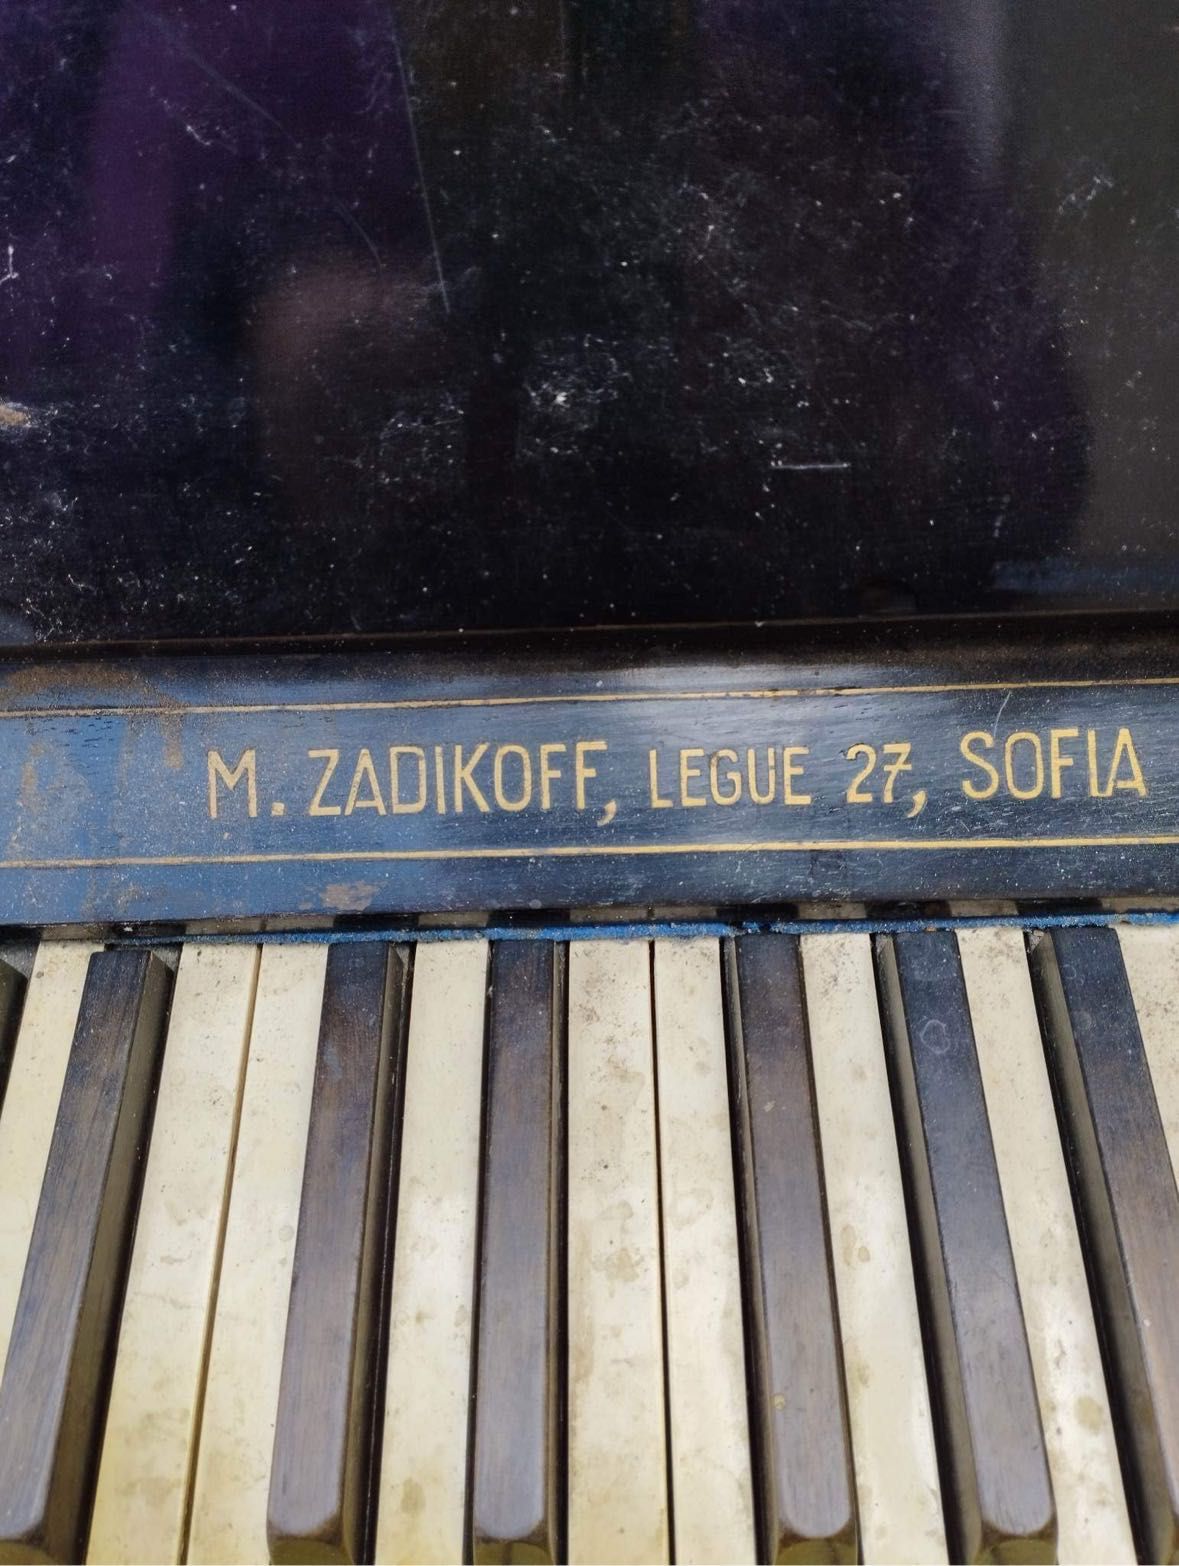 M. ZADIKOFF, LEGUE 27, SOFIA